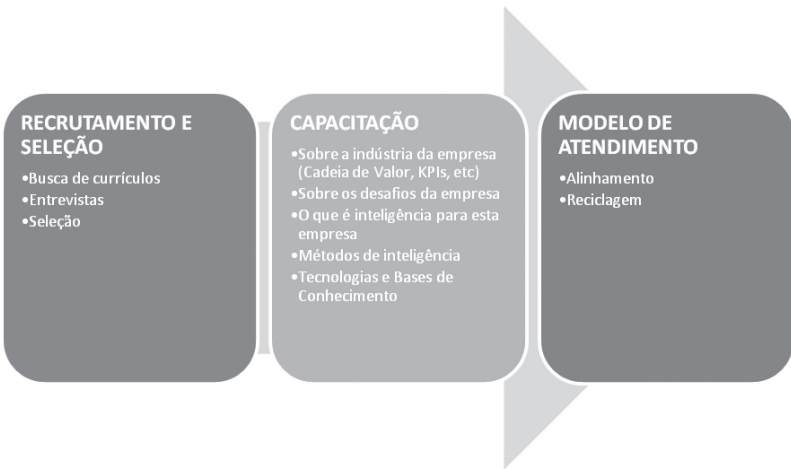 RECRUTAMENTO E
SELEÇÃO
•Busca de currículos
•Entrevistas
•Seleção
CAPACITAÇÃO
•Sobre a indústria da empresa
(Cadeia de Valor, KPIs, etc)
•Sobre os desafios da empresa
•O que é inteligência para esta
empresa
•Métodos de inteligência
•Tecnologias e Bases de
Conhecimento
MODELO DE
ATENDIMENTO
•Alinhamento
•Reciclagem